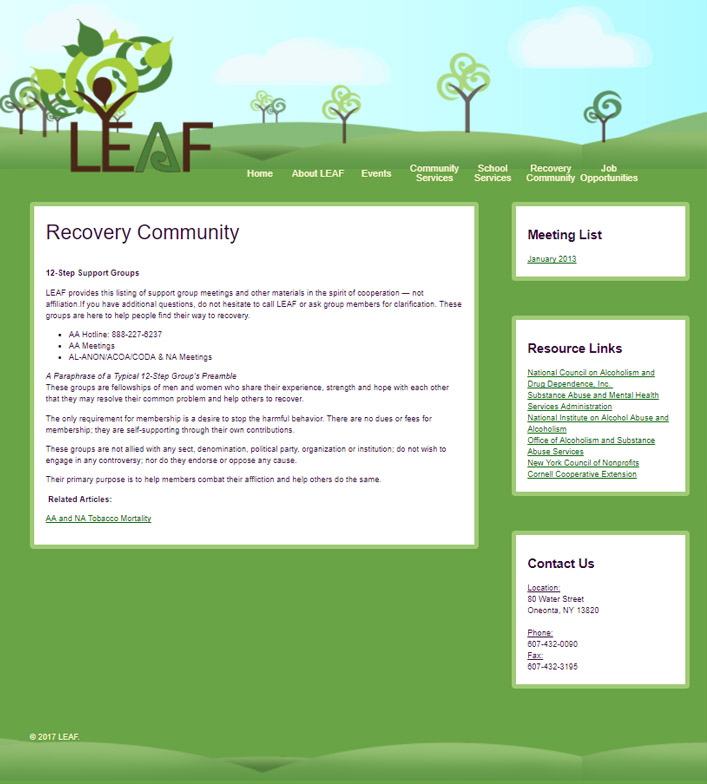 LEAF
Home
About LEAF
Events
Community
Services
School
Services
Recovery
Community
Job
Opportunities
Recovery Community
12-Step Support Groups
LEAF provides this listing of support group meetings and other materials in the spirit of cooperation — not
affiliation.If you have additional questions, do not hesitate to call LEAF or ask group members for clarification. These
groups are here to help people find their way to recovery.
AA Hotline: 888-227-6237
AA Meetings
AL-ANON/ACOA/CODA & NA Meetings
A Paraphrase of a Typical 12-Step Group's Preamble
These groups are fellowships of men and women who share their experience, strength and hope with each other
that they may resolve their common problem and help others to recover.
The only requirement for membership is a desire to stop the harmful behavior. There are no dues or fees for
membership; they are self-supporting through their own contributions.
These groups are not allied with any sect, denomination, political party, organization or institution; do not wish to
engage in any controversy; nor do they endorse or oppose any cause.
Their primary purpose is to help members combat their affliction and help others do the same.
Related Articles:
AA and NA Tobacco Mortality
Meeting List
January 2013
Resource Links
National Council on Alcoholism and
Drug Dependence, Inc.
Substance Abuse and Mental Health
Services Administration
National Institute on Alcohol Abuse and
Alcoholism
Office of Alcoholism and Substance
Abuse Services
New York Council of Nonprofits
Cornell Cooperative Extension
Contact Us
Location:
80 Water Street
Oneonta, NY 13820
Phone:
607-432-0090
Fax:
607-432-3195
© 2017 LEAF.